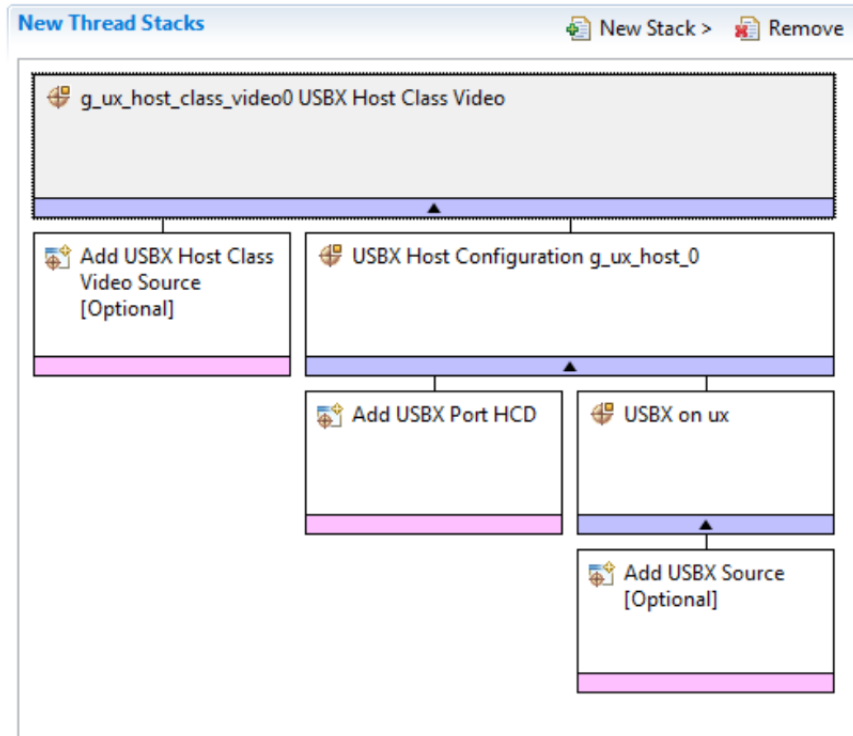 New Thread Stacks
New Stack >
Remove
g_ux_host_class_video0 USBX Host Class Video
Add USBX Host Class
Video Source
[Optional]
USBX Host Configuration g_ux_host_0
Add USBX Port HCD
USBX on ux
Add USBX Source
[Optional]